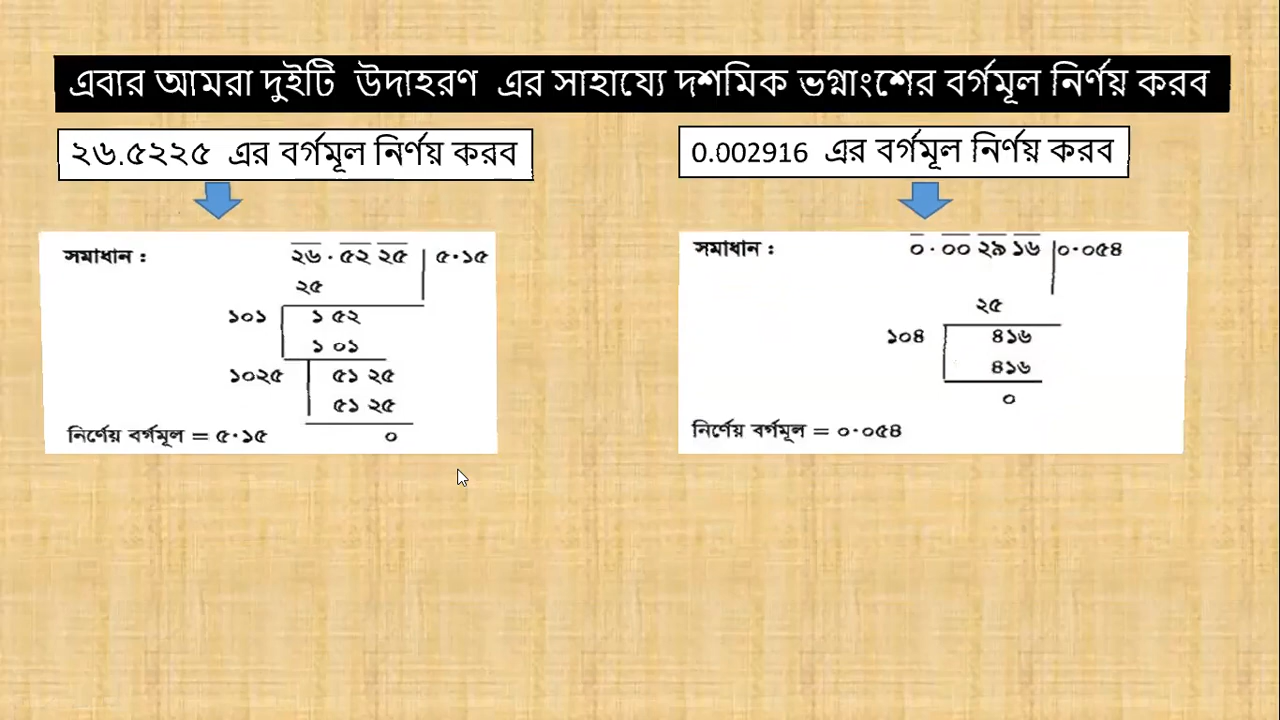 এবার আমরা দুইটি উদাহরণ এর সাহায্যে দশমিক ভগ্নাংশের বর্গমূল নির্ণয় করব
২৬.৫২২৫ এর বর্গমূল নির্ণয় করব
সমাধান : ২৬·৫২ ২৫ ৫·১৫
২৫
১০১ ১ ৫২
১ ০১
১০২৫ ৫১ ২৫
৫১ ২৫
নির্ণেয় বর্গমূল = ৫·১৫ ০
0.002916 এর বর্গমূল নির্ণয় করব
সমাধান : ০·০০ ২৯ ১৬ ০·০৫৪
২৫
১০৪ ৪১৬
৪১৬
০
নির্ণেয় বর্গমূল = ০·০৫৪